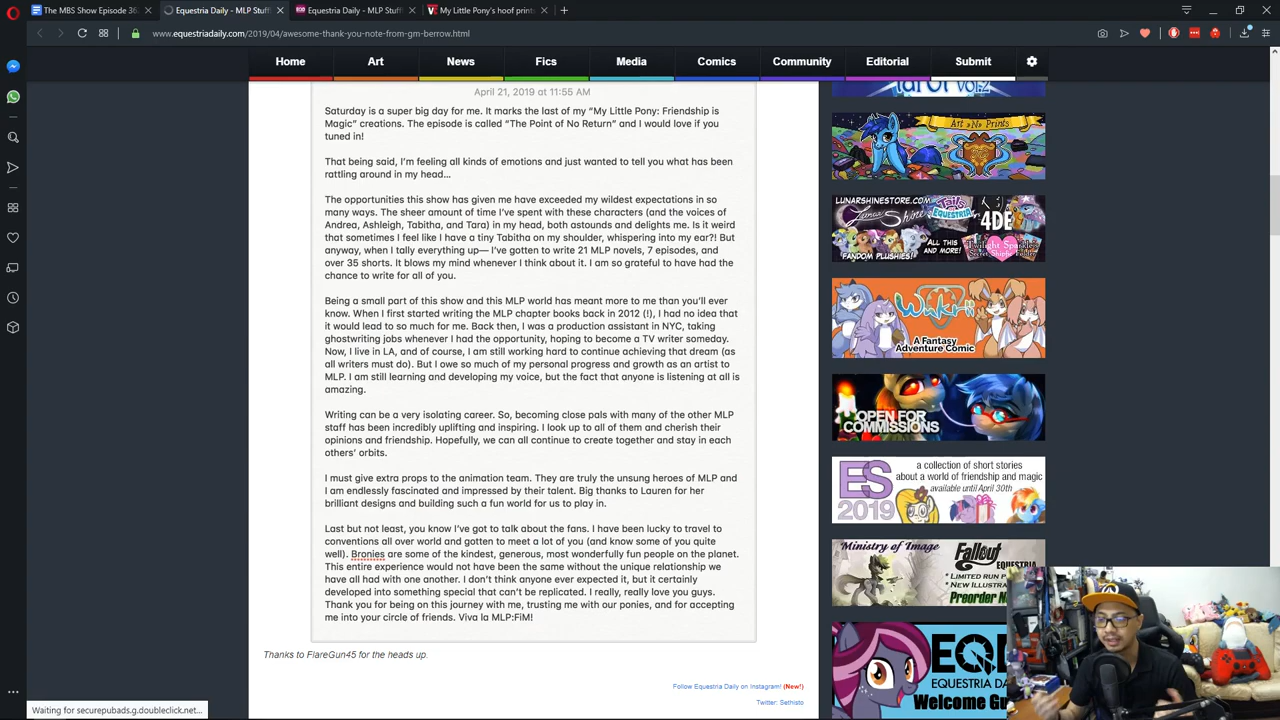 The MBS Show Episode 36.
Equestria Daily - MLP Stuff!
Equestria Daily - MLP Stuff!
My Little Pony's hoof prints
www.equestriadaily.com/2019/04/awesome-thank-you-note-from-gm-berrow.html
Home
Art
News
Fics
Media
Comics
Community
Editorial
Submit
April 21, 2019 at 11:55 AM
Saturday is a super big day for me. It marks the last of my “My Little Pony: Friendship is
Magic” creations. The episode is called “The Point of No Return” and I would love if you
tuned in!
That being said, I’m feeling all kinds of emotions and just wanted to tell you what has been
rattling around in my head...
The opportunities this show has given me have exceeded my wildest expectations in so
many ways. The sheer amount of time I’ve spent with these characters (and the voices of
Andrea, Ashleigh, Tabitha, and Tara) in my head, both astounds and delights me. Is it weird
that sometimes I feel like I have a tiny Tabitha on my shoulder, whispering into my ear?! But
anyway, when I tally everything up— I’ve gotten to write 21 MLP novels, 7 episodes, and
over 35 shorts. It blows my mind whenever I think about it. I am so grateful to have had the
chance to write for all of you.
Being a small part of this show and this MLP world has meant more to me than you’ll ever
know. When I first started writing the MLP chapter books back in 2012 (!), I had no idea that
it would lead to so much for me. Back then, I was a production assistant in NYC, taking
ghostwriting jobs whenever I had the opportunity, hoping to become a TV writer someday.
Now, I live in LA, and of course, I am still working hard to continue achieving that dream (as
all writers must do). But I owe so much of my personal progress and growth as an artist to
MLP. I am still learning and developing my voice, but the fact that anyone is listening at all is
amazing.
Writing can be a very isolating career. So, becoming close pals with many of the other MLP
staff has been incredibly uplifting and inspiring. I look up to all of them and cherish their
opinions and friendship. Hopefully, we can all continue to create together and stay in each
others’ orbits.
I must give extra props to the animation team. They are truly the unsung heroes of MLP and
I am endlessly fascinated and impressed by their talent. Big thanks to Lauren for her
brilliant designs and building such a fun world for us to play in.
Last but not least, you know I’ve got to talk about the fans. I have been lucky to travel to
conventions all over world and gotten to meet a lot of you (and know some of you quite
well). Bronies are some of the kindest, generous, most wonderfully fun people on the planet.
This entire experience would not have been the same without the unique relationship we
have all had with one another. I don’t think anyone ever expected it, but it certainly
developed into something special that can’t be replicated. I really, really love you guys.
Thank you for being on this journey with me, trusting me with our ponies, and for accepting
me into your circle of friends. Viva la MLP:FiM!
Thanks to FlareGun45 for the heads up.
Follow Equestria Daily on Instagram! (New!)
Twitter: Sethisto
Tarot VOL.2
Art »N» Prints
LUNARSHINESTORE.COM
Lunar Shine
Tails
EQUESTRIA
4DE
ALL THIS
AND MORE!
FANDOM PLUSHIES!
Twilight Sparkle's
Secret Shipfic Folder
Wakfii
A Fantasy
Adventure Comic
OPEN FOR
COMMISSIONS
ES
2019
a collection of short stories
about a world of friendship and magic
available until April 30th
Ministry of Image
Fallout
EQUESTRIA
* LIMITED RUN
* NEW ILLUSTRA
Preorder N
EQD
EQUESTRIA DA
Welcome Gu
Waiting for securepubads.g.doubleclick.net...